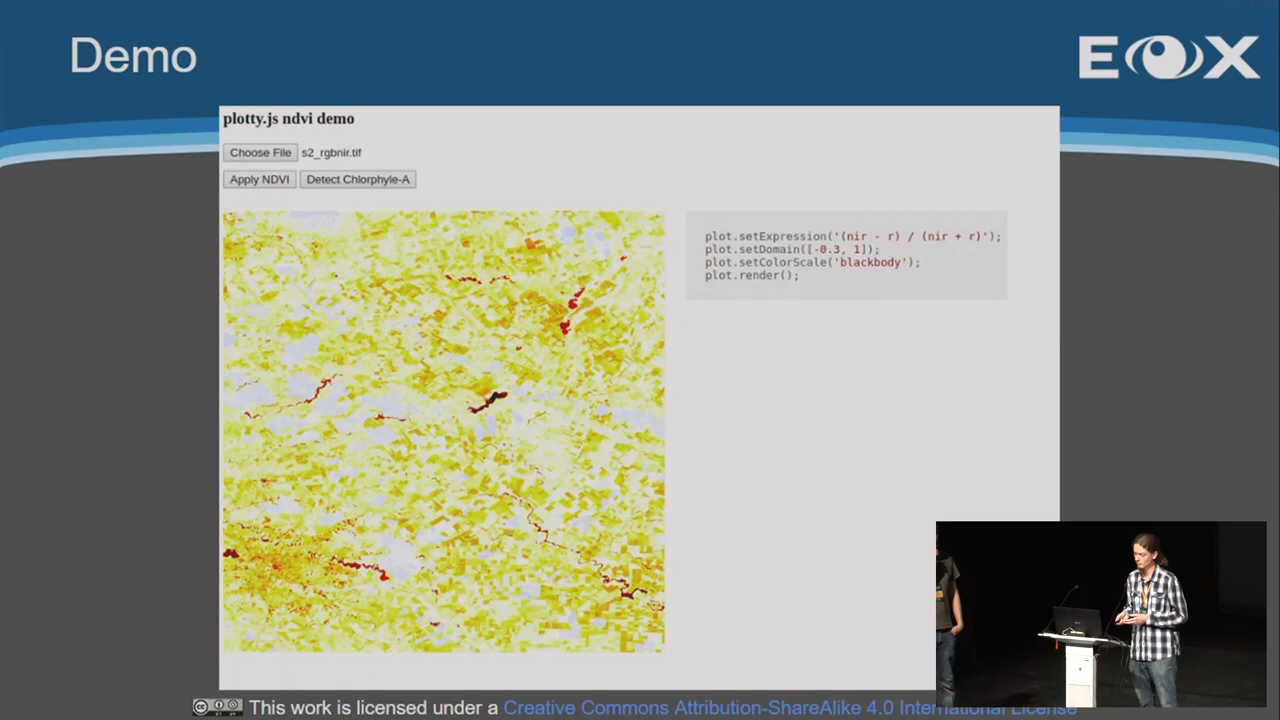 Demo
EOX
plotty.js ndvi demo
Choose File s2_rgbnir.tif
Apply NDVI Detect Chlorphyle-A
plot.setExpression('(nir - r) / (nir + r)');
plot.setDomain([-0.3, 1]);
plot.setColorScale('blackbody');
plot.render();
This work is licensed under a Creative Commons Attribution-ShareAlike 4.0 International License